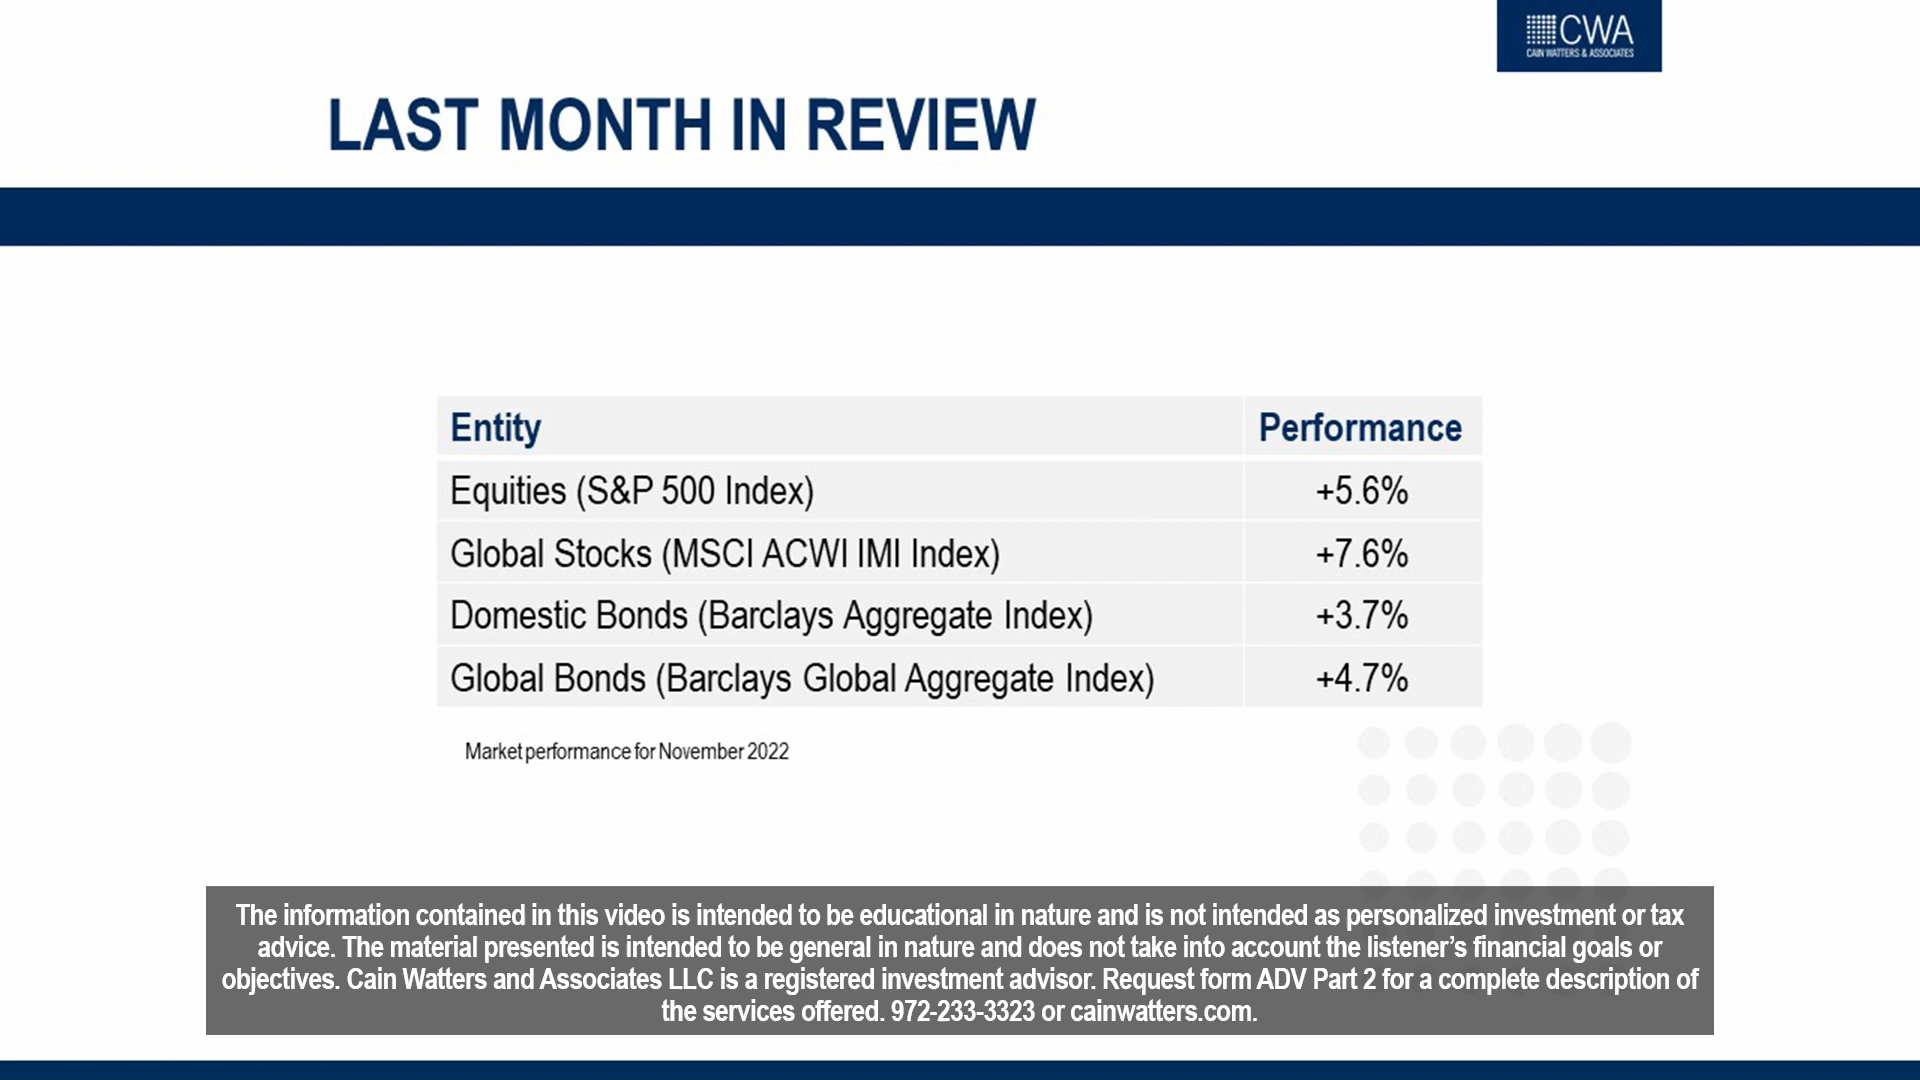 CWA
CAIN WATTERS & ASSOCIATES
LAST MONTH IN REVIEW
Entity Performance
Equities (S&P 500 Index) +5.6%
Global Stocks (MSCI ACWI IMI Index) +7.6%
Domestic Bonds (Barclays Aggregate Index) +3.7%
Global Bonds (Barclays Global Aggregate Index) +4.7%
Market performance for November 2022
The information contained in this video is intended to be educational in nature and is not intended as personalized investment or tax
advice. The material presented is intended to be general in nature and does not take into account the listener’s financial goals or
objectives. Cain Watters and Associates LLC is a registered investment advisor. Request form ADV Part 2 for a complete description of
the services offered. 972-233-3323 or cainwatters.com.